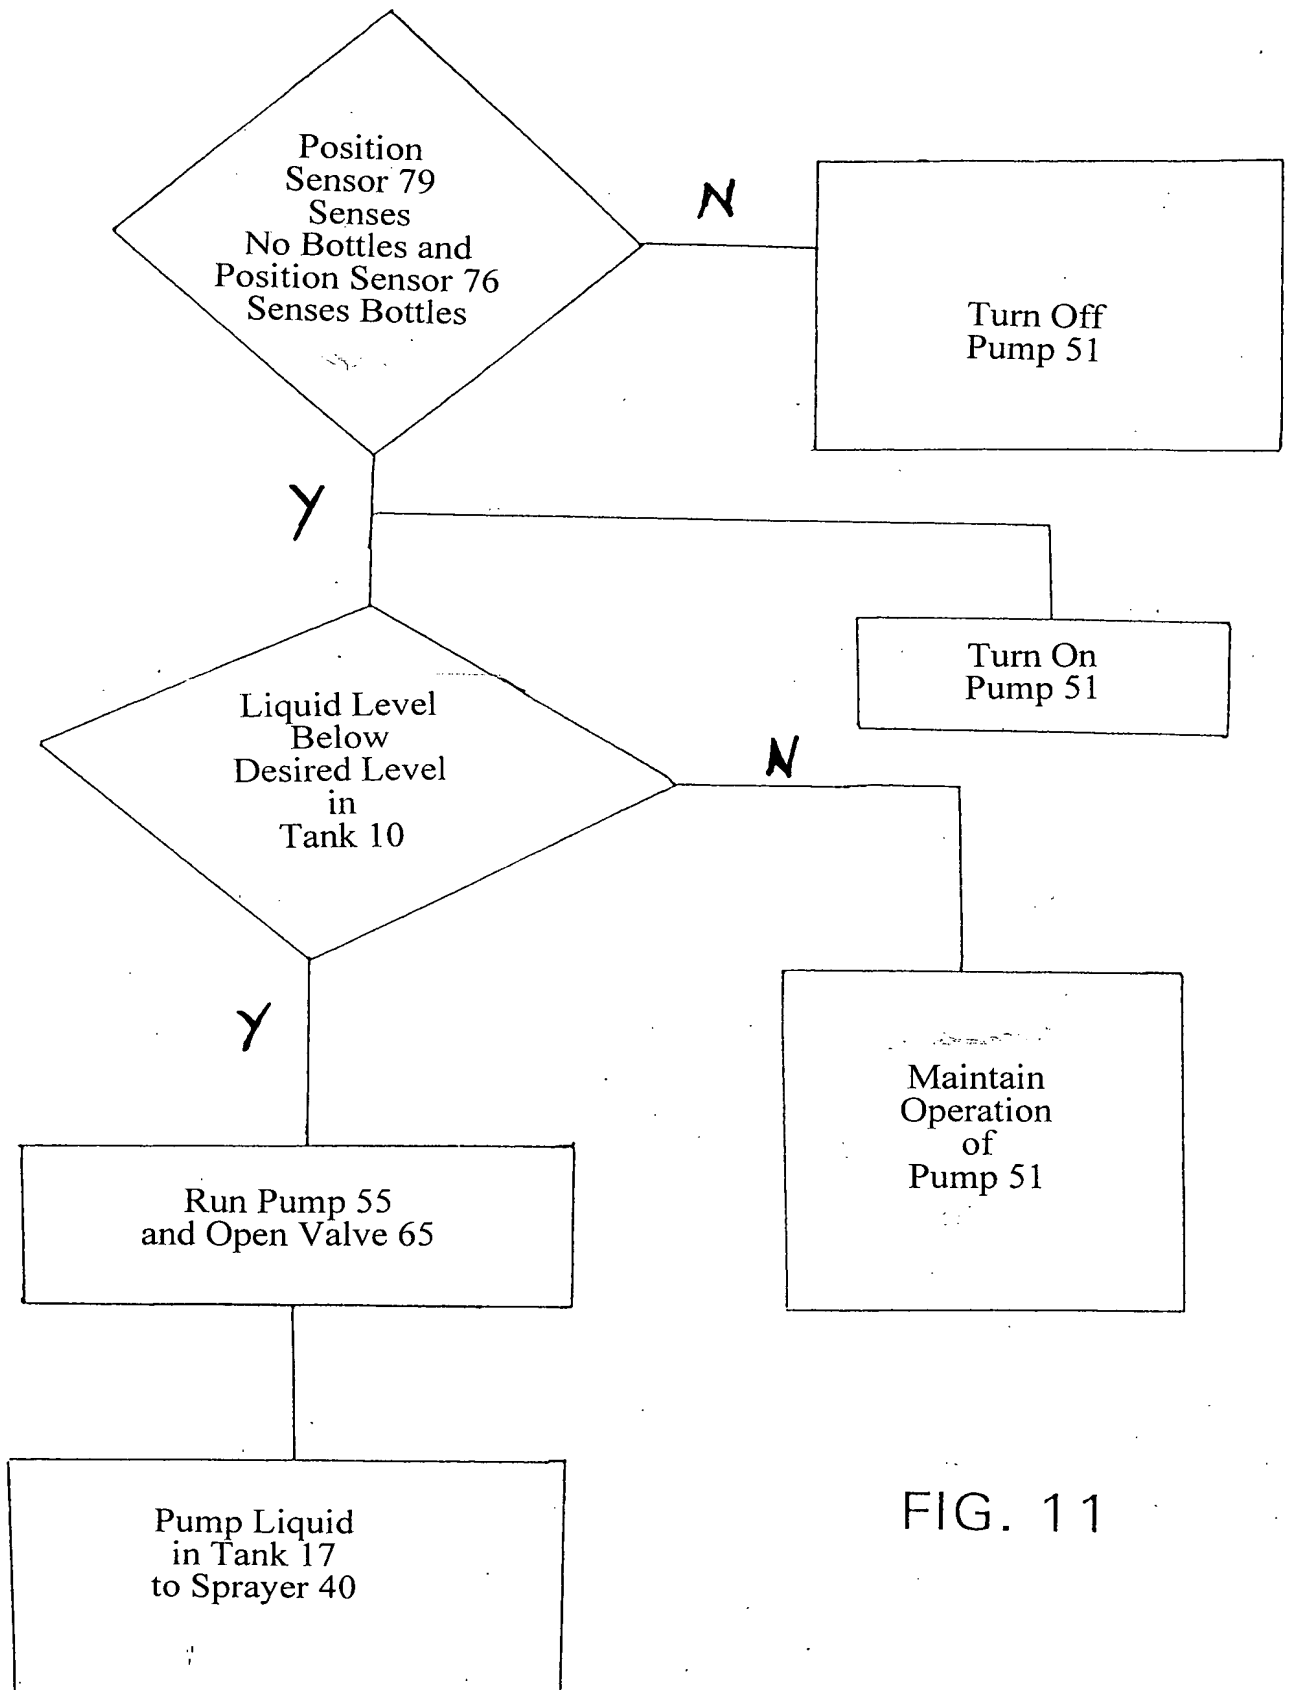 Position
Sensor 79
Senses
No Bottles and
Position Sensor 76
Senses Bottles
N
Turn Off
Pump 51
Y
Turn On
Pump 51
Liquid Level
Below
Desired Level
in
Tank 10
N
Y
Maintain
Operation
of
Pump 51
Run Pump 55
and Open Valve 65
Pump Liquid
in Tank 17
to Sprayer 40
FIG. 11